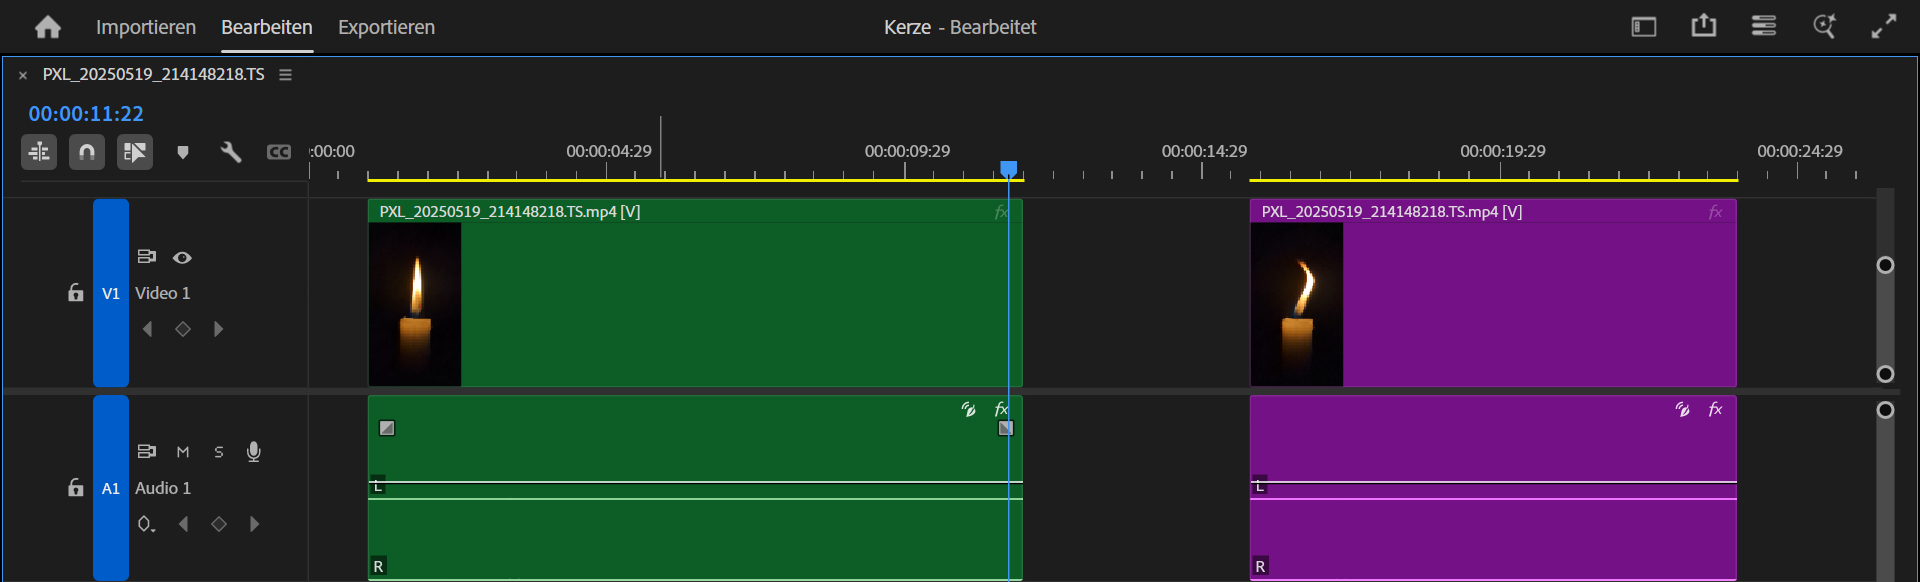 Importieren Bearbeiten Exportieren Kerze - Bearbeitet
× PXL_20250519_214148218.TS
00:00:11:22
CC :00:00 00:00:04:29 00:00:09:29 00:00:14:29 00:00:19:29 00:00:24:29
PXL_20250519_214148218.TS.mp4 [V] fx PXL_20250519_214148218.TS.mp4 [V] fx
V1 Video 1
fx fx
M S
A1 Audio 1 L L
R R